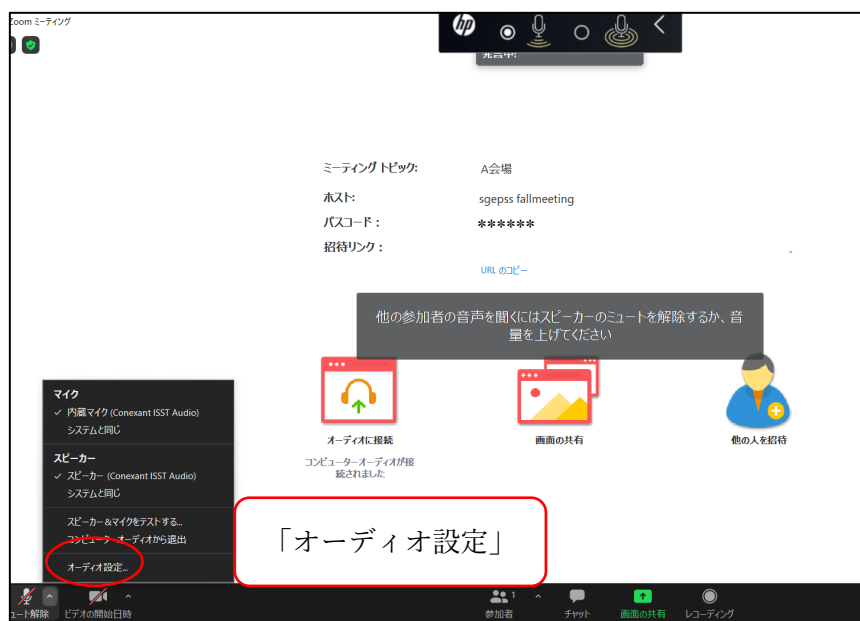 Zoom ミーティング
hp
発言中:
ミーティング トピック: A会場
ホスト: sgepss fallmeeting
パスコード： ******
招待リンク：
URL のコピー
他の参加者の音声を聞くにはスピーカーのミュートを解除するか、音
量を上げてください
マイク
✓ 内蔵マイク (Conexant ISST Audio)
システムと同じ
スピーカー
✓ スピーカー (Conexant ISST Audio)
システムと同じ
スピーカー&マイクをテストする...
コンピューター オーディオから退出
オーディオ設定...
オーディオに接続
コンピューターオーディオが接
続されました
画面の共有
他の人を招待
「オーディオ設定」
ュート解除 ビデオの開始日時 参加者 1 チャット 画面の共有 レコーディング